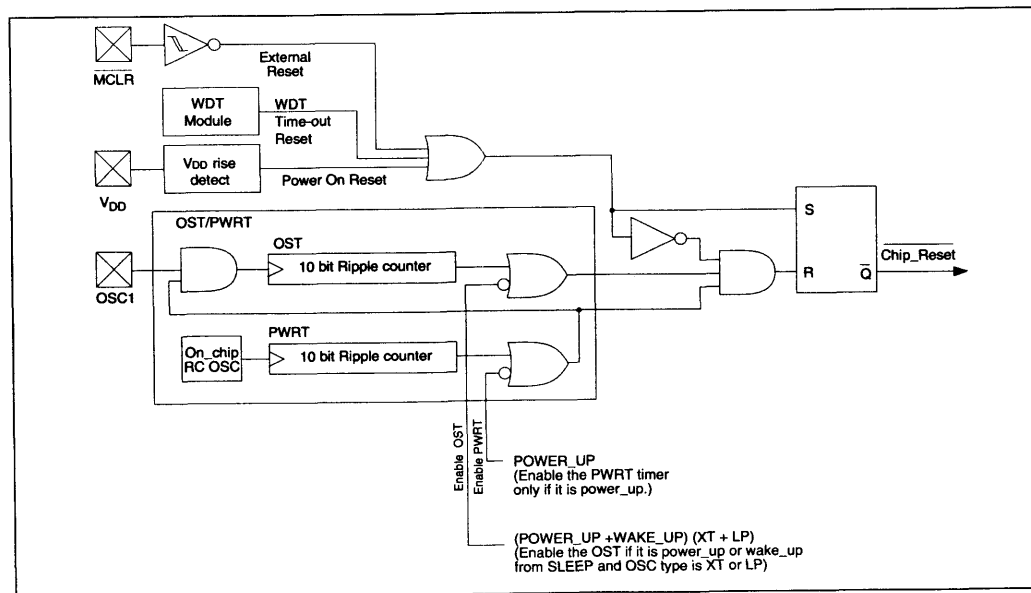 MCLR
External
Reset
WDT
Module
WDT
Time-out
Reset
VDD
VDD rise
detect
Power On Reset
OST/PWRT
OSC1
OST
10 bit Ripple counter
PWRT
On_chip
RC OSC
10 bit Ripple counter
S
R
Q
Chip_Reset
Enable OST
Enable PWRT
POWER_UP
(Enable the PWRT timer
only if it is power_up.)
(POWER_UP +WAKE_UP) (XT + LP)
(Enable the OST if it is power_up or wake_up
from SLEEP and OSC type is XT or LP)